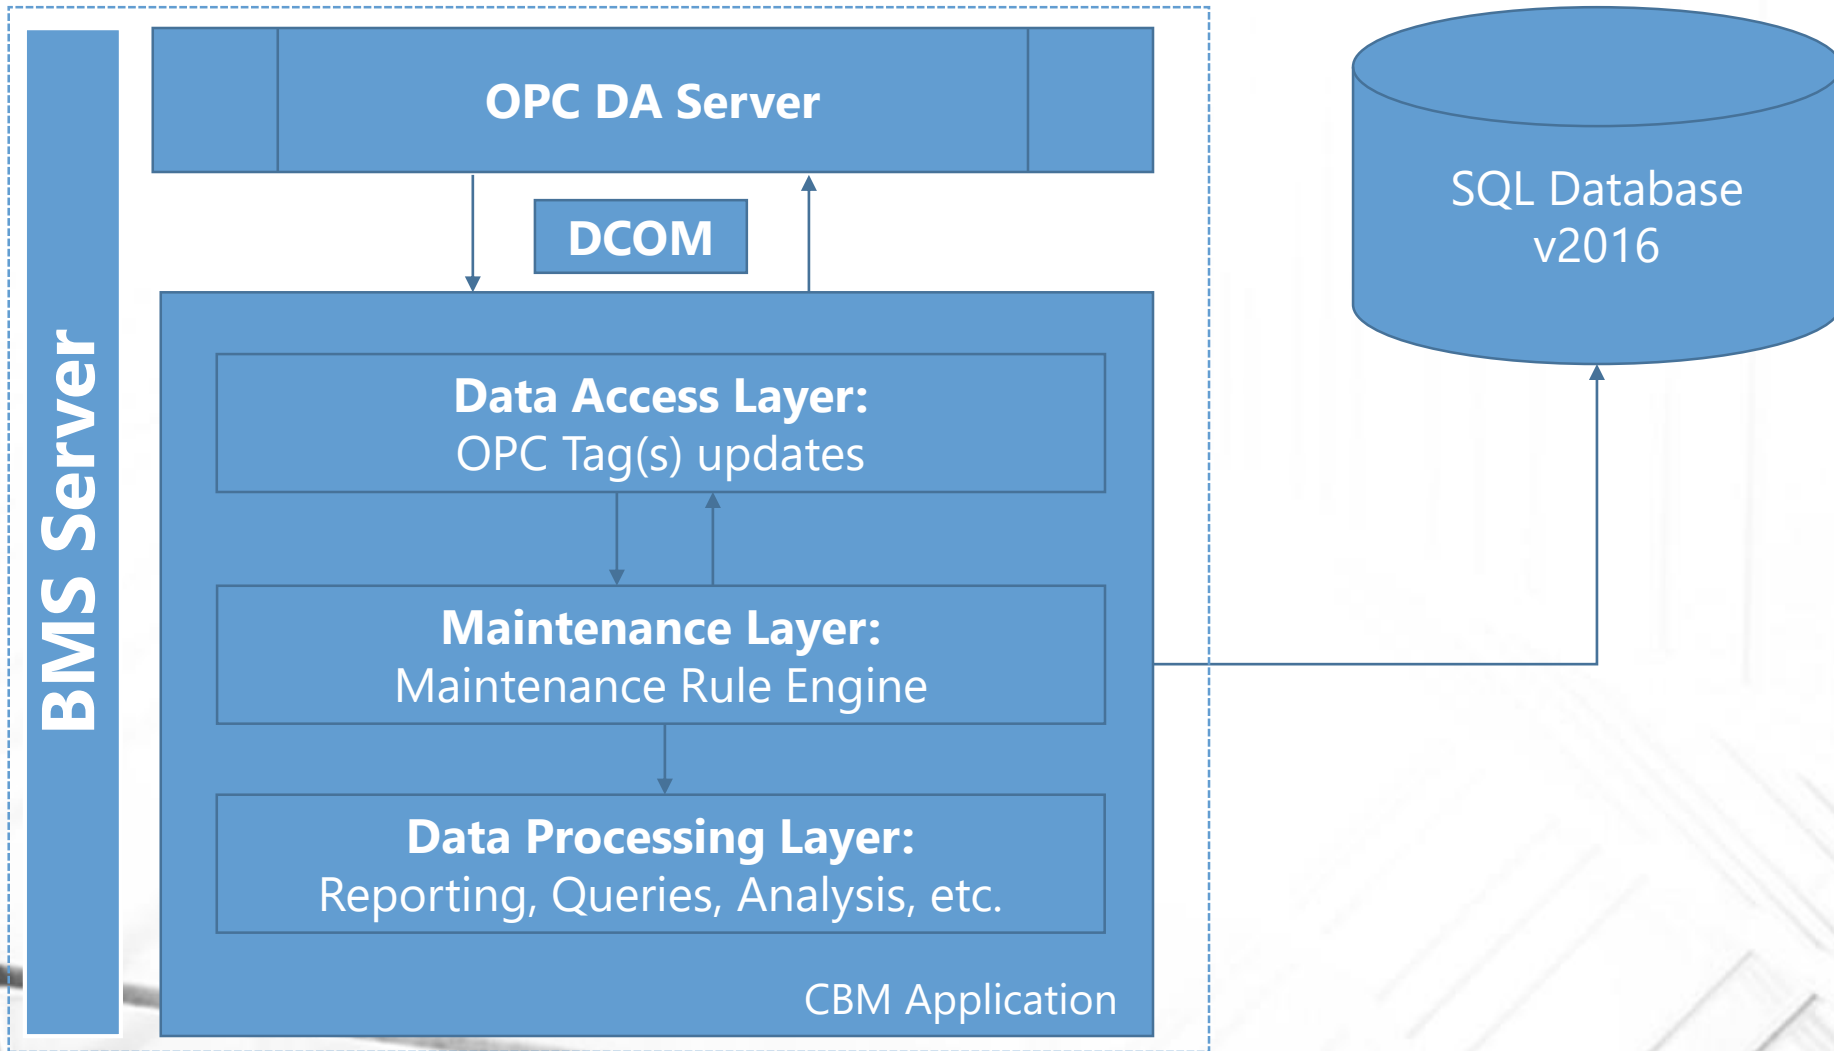 BMS Server
OPC DA Server
DCOM
Data Access Layer:
OPC Tag(s) updates
Maintenance Layer:
Maintenance Rule Engine
Data Processing Layer:
Reporting, Queries, Analysis, etc.
CBM Application
SQL Database
v2016